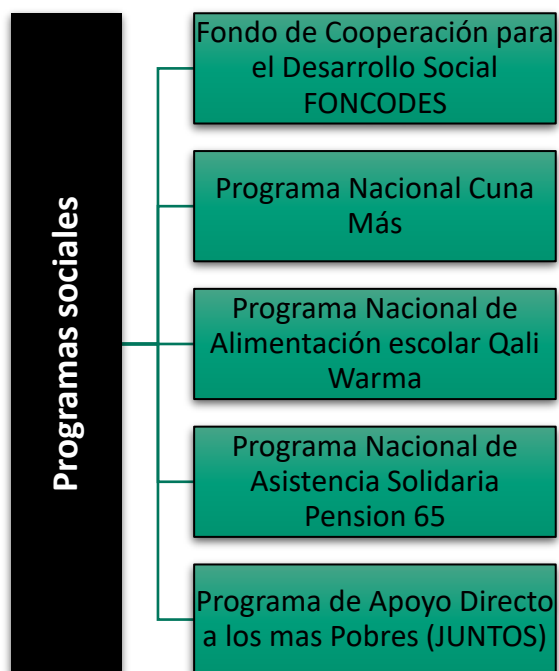 Programas sociales
Fondo de Cooperación para
el Desarrollo Social
FONCODES
Programa Nacional Cuna
Más
Programa Nacional de
Alimentación escolar Qali
Warma
Programa Nacional de
Asistencia Solidaria
Pension 65
Programa de Apoyo Directo
a los mas Pobres (JUNTOS)